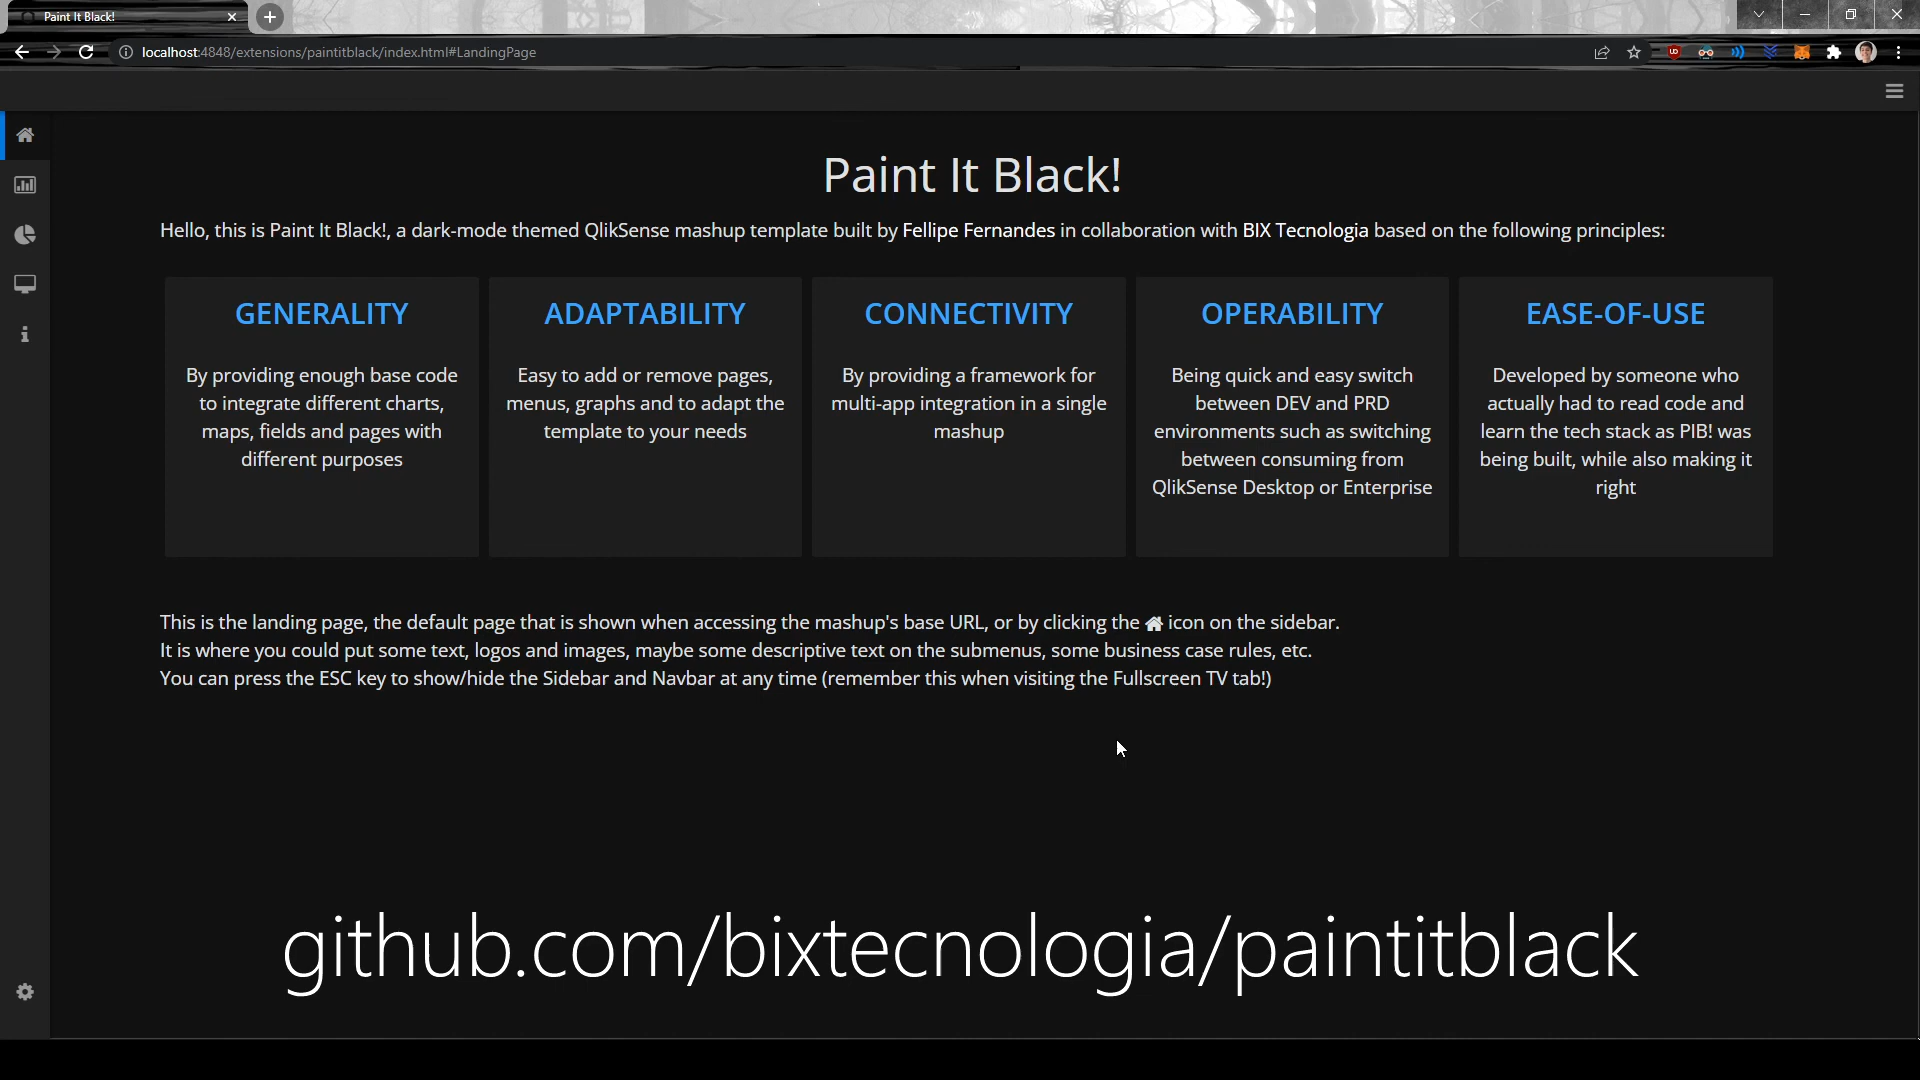 Paint It Black!
localhost:4848/extensions/paintitblack/index.html#LandingPage
Paint It Black!
Hello, this is Paint It Black!, a dark-mode themed QlikSense mashup template built by Fellipe Fernandes in collaboration with BIX Tecnologia based on the following principles:
GENERALITY
By providing enough base code
to integrate different charts,
maps, fields and pages with
different purposes
ADAPTABILITY
Easy to add or remove pages,
menus, graphs and to adapt the
template to your needs
CONNECTIVITY
By providing a framework for
multi-app integration in a single
mashup
OPERABILITY
Being quick and easy switch
between DEV and PRD
environments such as switching
between consuming from
QlikSense Desktop or Enterprise
EASE-OF-USE
Developed by someone who
actually had to read code and
learn the tech stack as PIB! was
being built, while also making it
right
This is the landing page, the default page that is shown when accessing the mashup's base URL, or by clicking the icon on the sidebar.
It is where you could put some text, logos and images, maybe some descriptive text on the submenus, some business case rules, etc.
You can press the ESC key to show/hide the Sidebar and Navbar at any time (remember this when visiting the Fullscreen TV tab!)
github.com/bixtecnologia/paintitblack